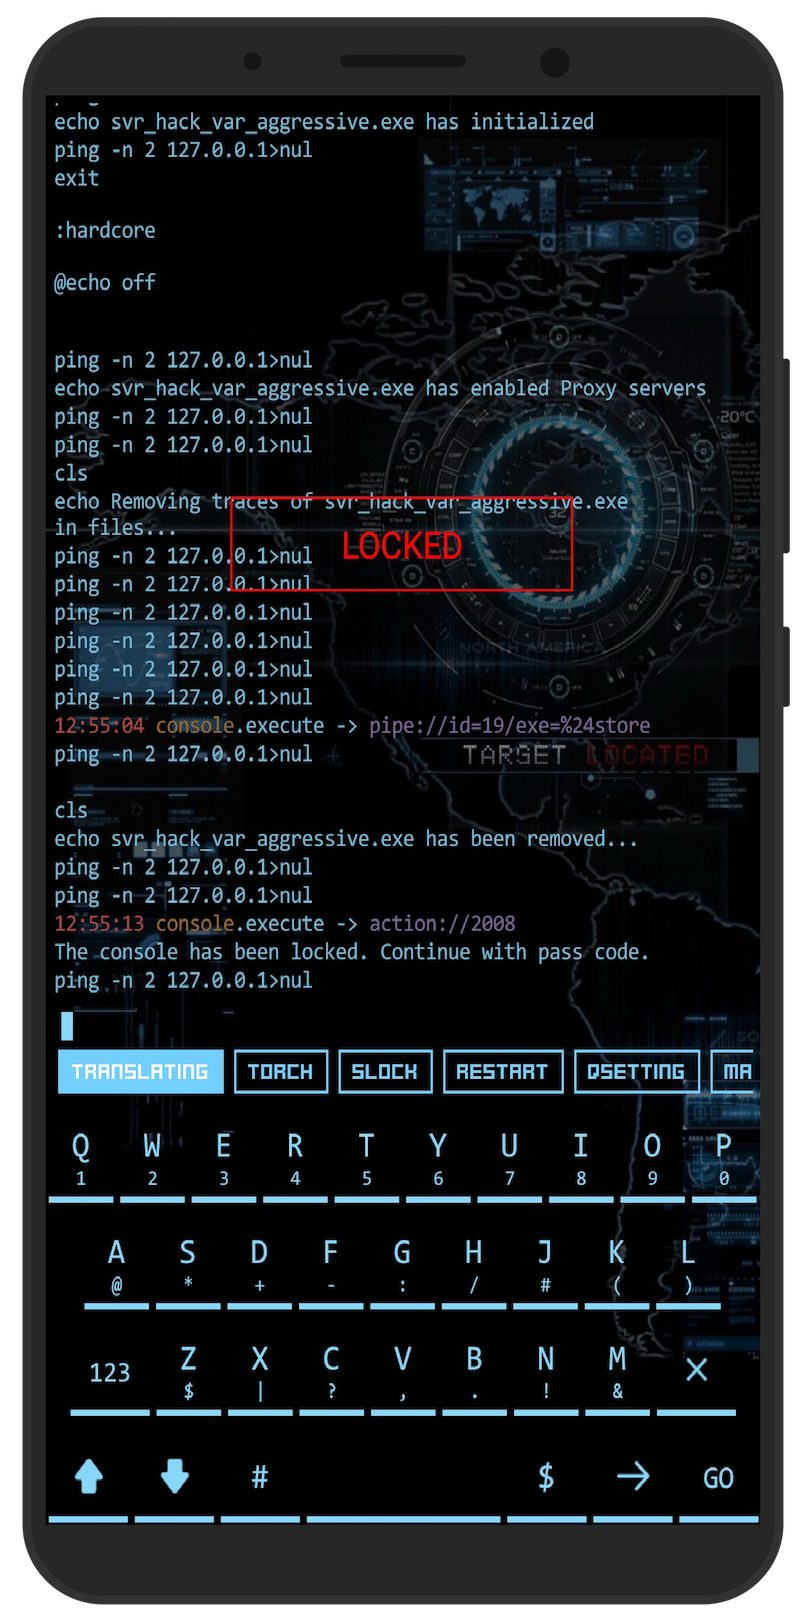 echo svr_hack_var_aggressive.exe has initialized
ping -n 2 127.0.0.1>nul
exit
:hardcore
@echo off
ping -n 2 127.0.0.1>nul
echo svr_hack_var_aggressive.exe has enabled Proxy servers
ping -n 2 127.0.0.1>nul
ping -n 2 127.0.0.1>nul
20°C
cls
echo Removing traces of svr_hack_var_aggressive.exe
in files...
LOCKED
ping -n 2 127.0.0.1>nul
ping -n 2 127.0.0.1>nul
ping -n 2 127.0.0.1>nul
ping -n 2 127.0.0.1>nul
ping -n 2 127.0.0.1>nul
NORTH AMERICA
ping -n 2 127.0.0.1>nul
12:55:04 console.execute -> pipe://id=19/exe=%24store
ping -n 2 127.0.0.1>nul
TARGET LOCATED
cls
echo svr_hack_var_aggressive.exe has been removed...
ping -n 2 127.0.0.1>nul
ping -n 2 127.0.0.1>nul
12:55:13 console.execute -> action://2008
The console has been locked. Continue with pass code.
ping -n 2 127.0.0.1>nul
TRANSLATING TORCH SLOCK RESTART QSETTING MA
Q W E R T Y U I O P
1 2 3 4 5 6 7 8 9 0
A S D F G H J K L
@ * + - : / # ( )
123 Z X C V B N M ×
$ | ? , . ! &
# $ → GO